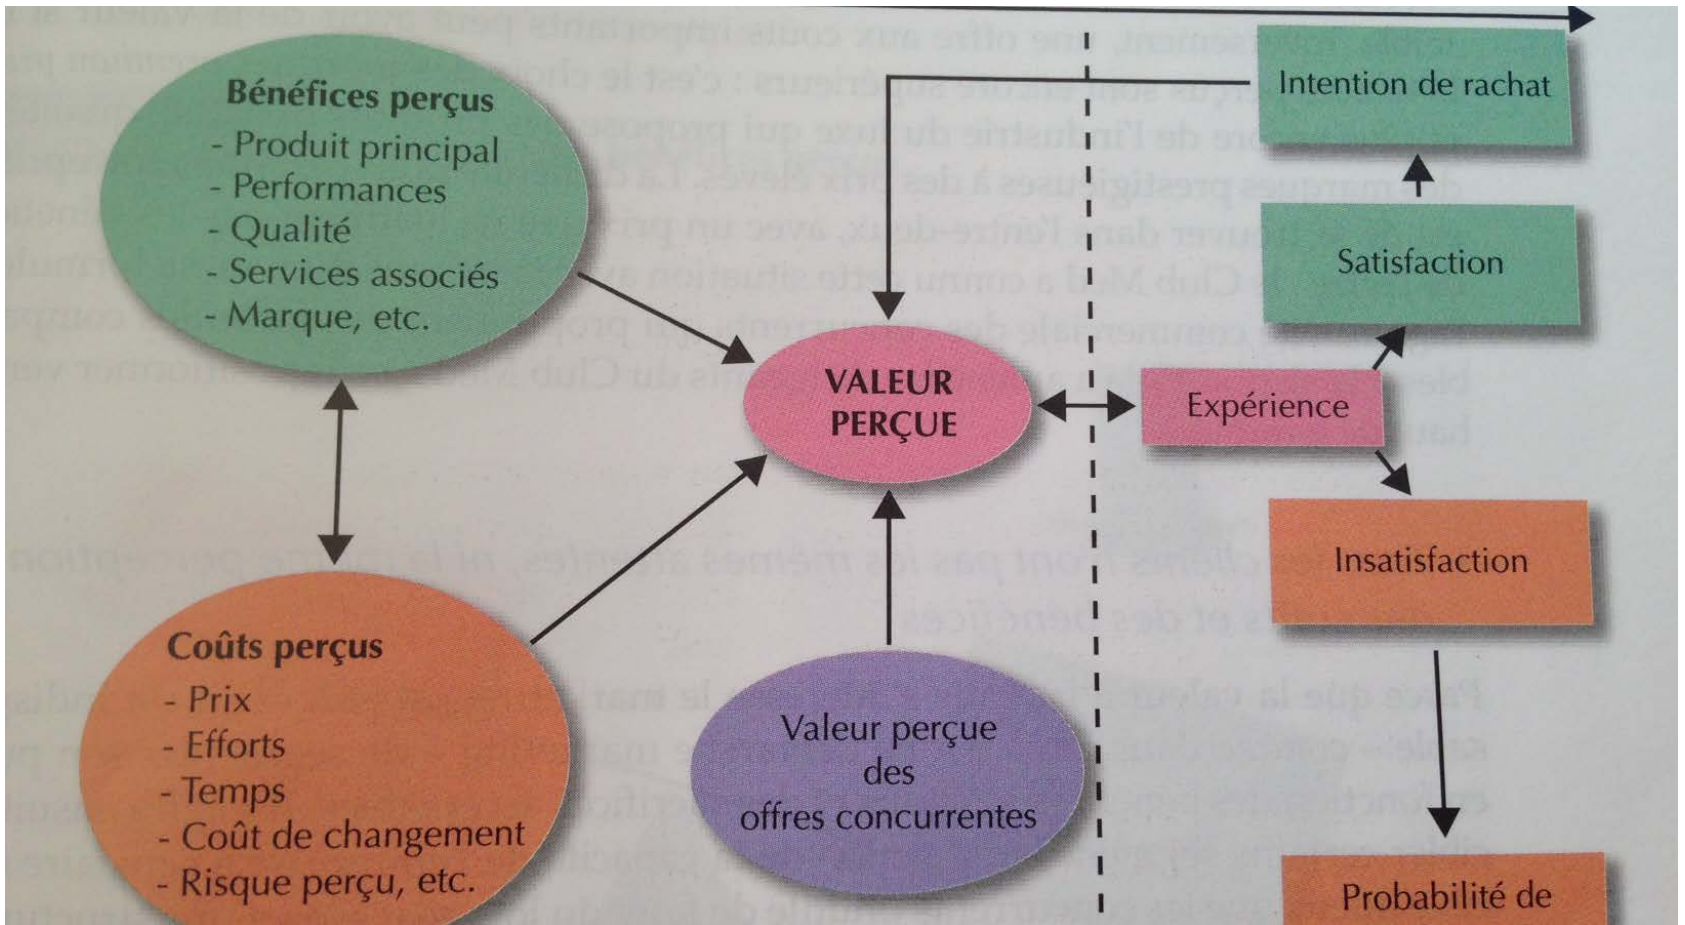 Bénéfices perçus
- Produit principal
- Performances
- Qualité
- Services associés
- Marque, etc.
Coûts perçus
- Prix
- Efforts
- Temps
- Coût de changement
- Risque perçu, etc.
VALEUR
PERÇUE
Valeur perçue
des
offres concurrentes
Intention de rachat
Satisfaction
Expérience
Insatisfaction
Probabilité de